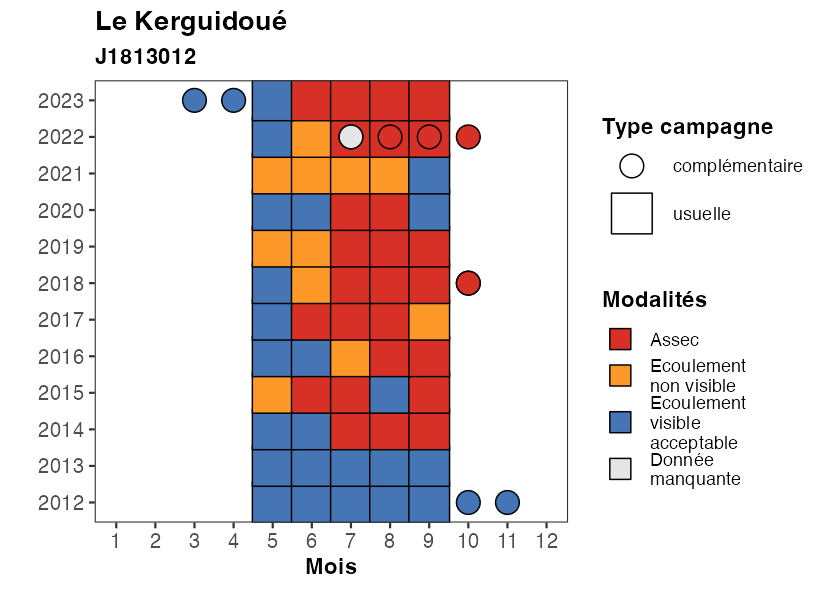 Le Kerguidoué
J1813012
2023
2022
2021
2020
2019
2018
2017
2016
2015
2014
2013
2012
1 2 3 4 5 6 7 8 9 10 11 12
Mois
Type campagne
complémentaire
usuelle
Modalités
Assec
Ecoulement
non visible
Ecoulement
visible
acceptable
Donnée
manquante